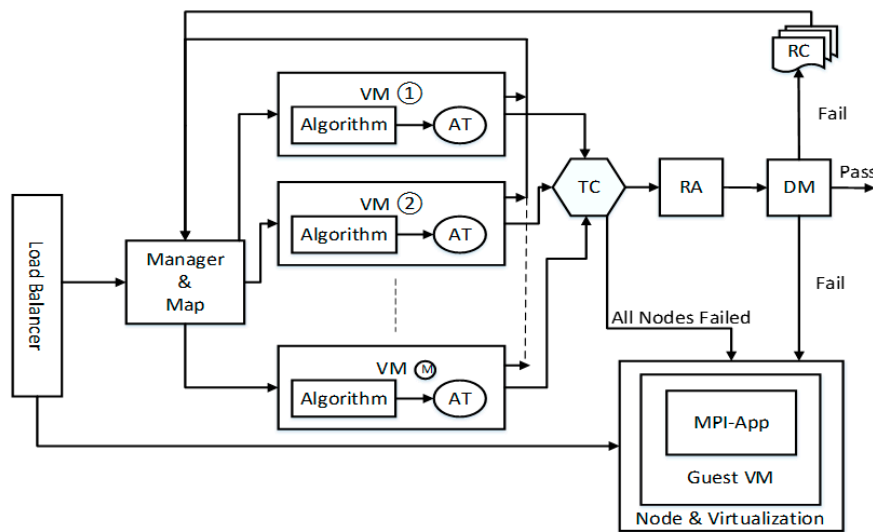 RC
VM 1
Algorithm
AT
Fail
Pass
TC
RA
DM
VM 2
Algorithm
AT
Load Balancer
Manager
&
Map
Fail
All Nodes Failed
VM M
Algorithm
AT
MPI-App
Guest VM
Node & Virtualization